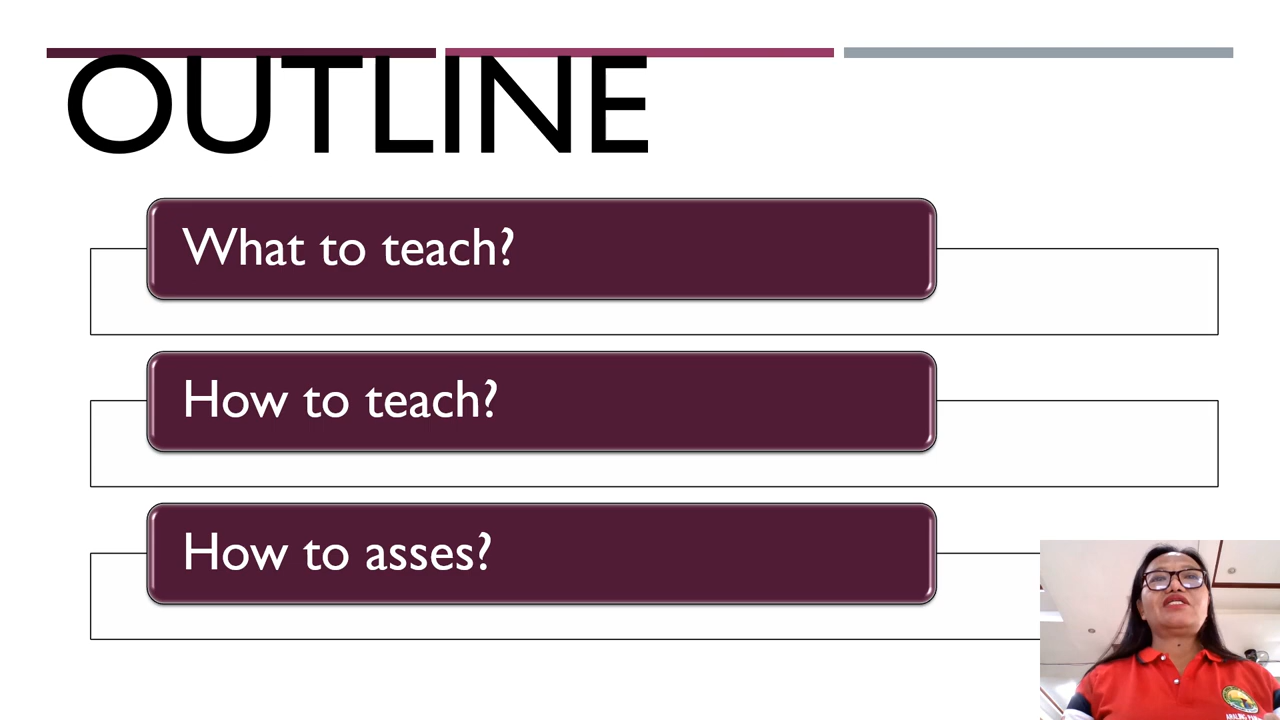 OUTLINE
What to teach?
How to teach?
How to asses?